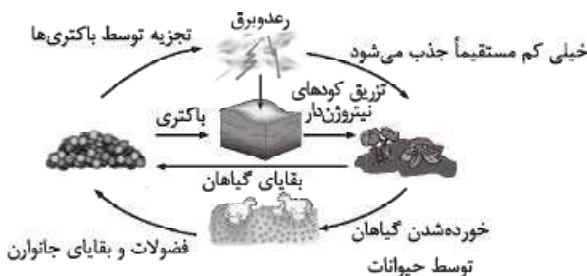 رعدوبرق
تجزیه توسط باکتری‌ها
خیلی کم مستقیماً جذب می‌شود
تزریق کودهای
نیتروژن‌دار
باکتری
بقایای گیاهان
خورده‌شدن گیاهان
توسط حیوانات
فضولات و بقایای جانوارن